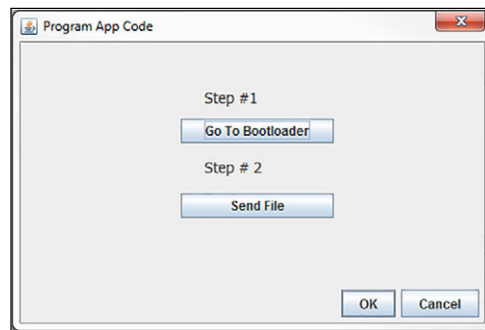 Program App Code
Step #1
Go To Bootloader
Step # 2
Send File
OK
Cancel